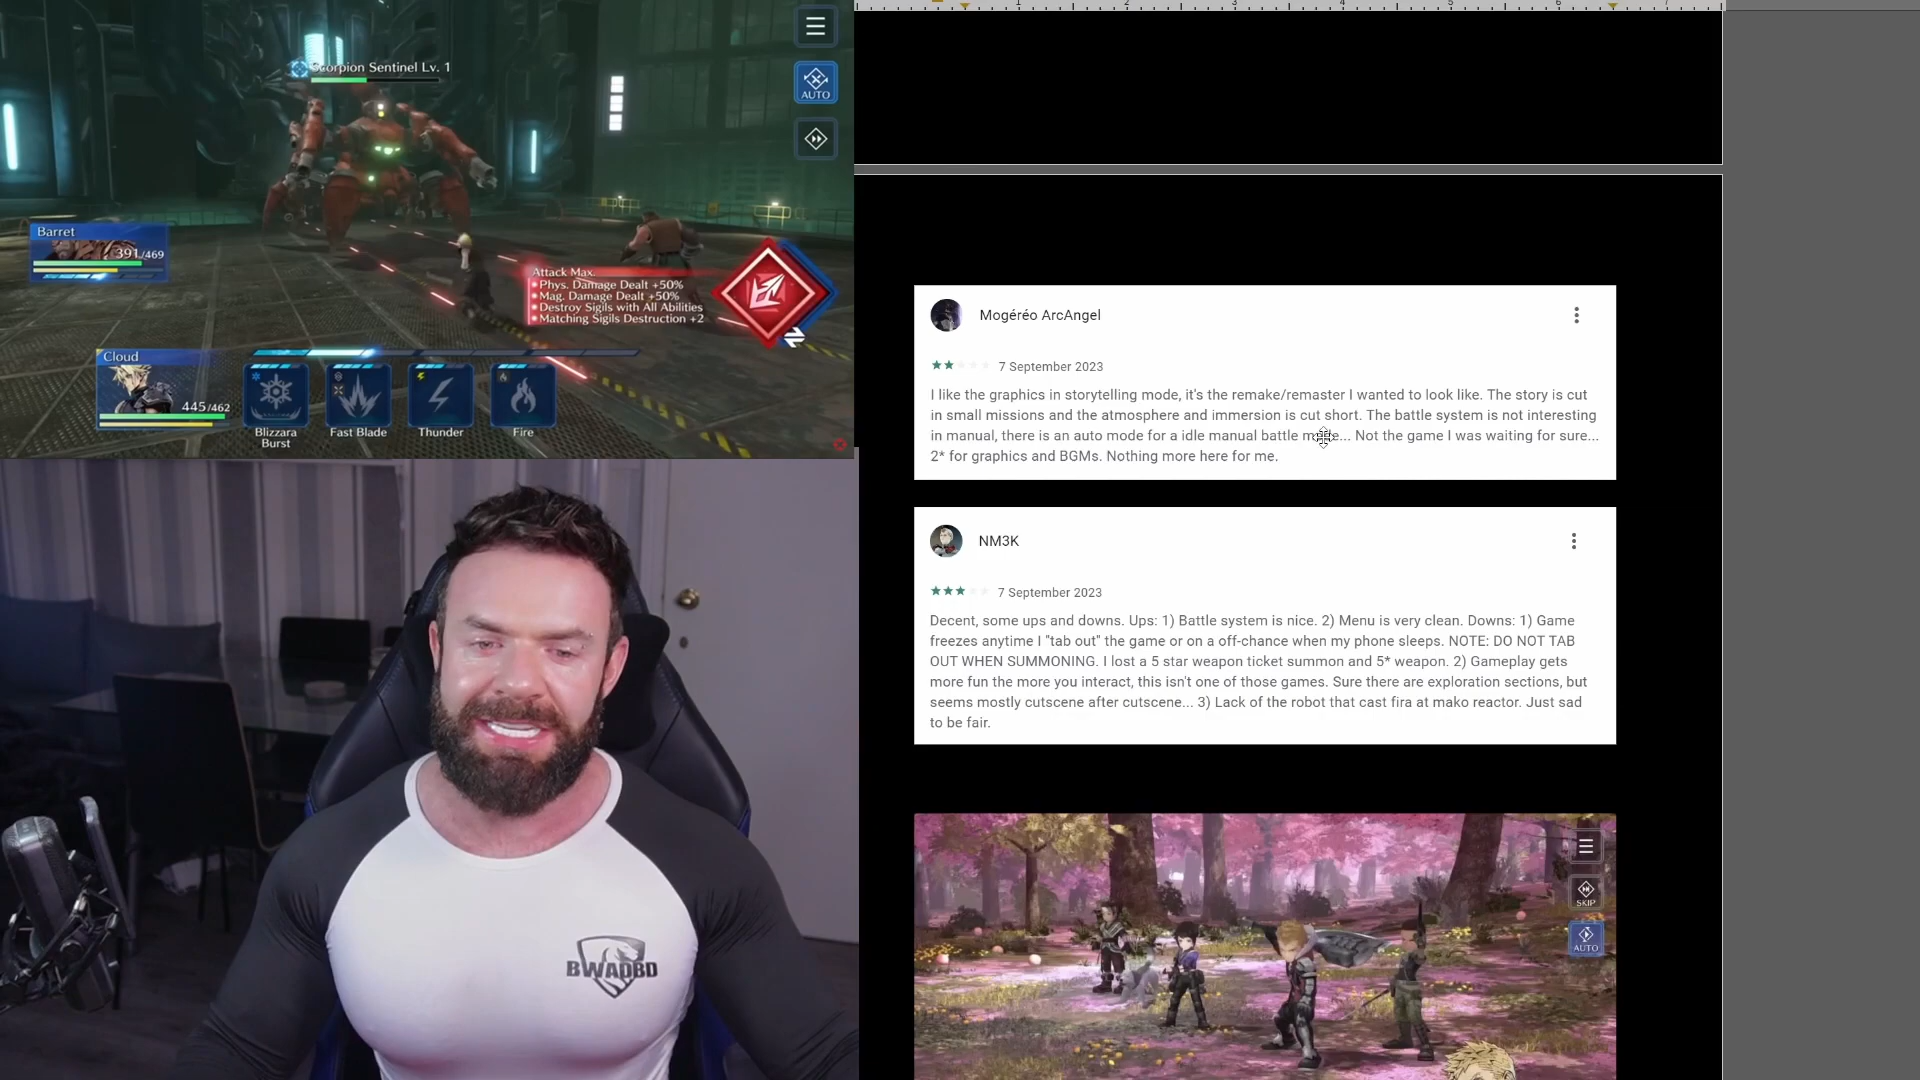 Scorpion Sentinel Lv. 1
AUTO
Barret
391/469
Attack Max.
Phys. Damage Dealt +50%
Mag. Damage Dealt +50%
Destroy Sigils with All Abilities
Matching Sigils Destruction +2
Cloud
445/462
Blizzara
Burst
Fast Blade
Thunder
Fire
BWADBD
1 2 3 4 5 6 7
Mogéréo ArcAngel
7 September 2023
I like the graphics in storytelling mode, it's the remake/remaster I wanted to look like. The story is cut
in small missions and the atmosphere and immersion is cut short. The battle system is not interesting
in manual, there is an auto mode for a idle manual battle mode... Not the game I was waiting for sure...
2* for graphics and BGMs. Nothing more here for me.
NM3K
7 September 2023
Decent, some ups and downs. Ups: 1) Battle system is nice. 2) Menu is very clean. Downs: 1) Game
freezes anytime I "tab out" the game or on a off-chance when my phone sleeps. NOTE: DO NOT TAB
OUT WHEN SUMMONING. I lost a 5 star weapon ticket summon and 5* weapon. 2) Gameplay gets
more fun the more you interact, this isn't one of those games. Sure there are exploration sections, but
seems mostly cutscene after cutscene... 3) Lack of the robot that cast fira at mako reactor. Just sad
to be fair.
SKIP
AUTO